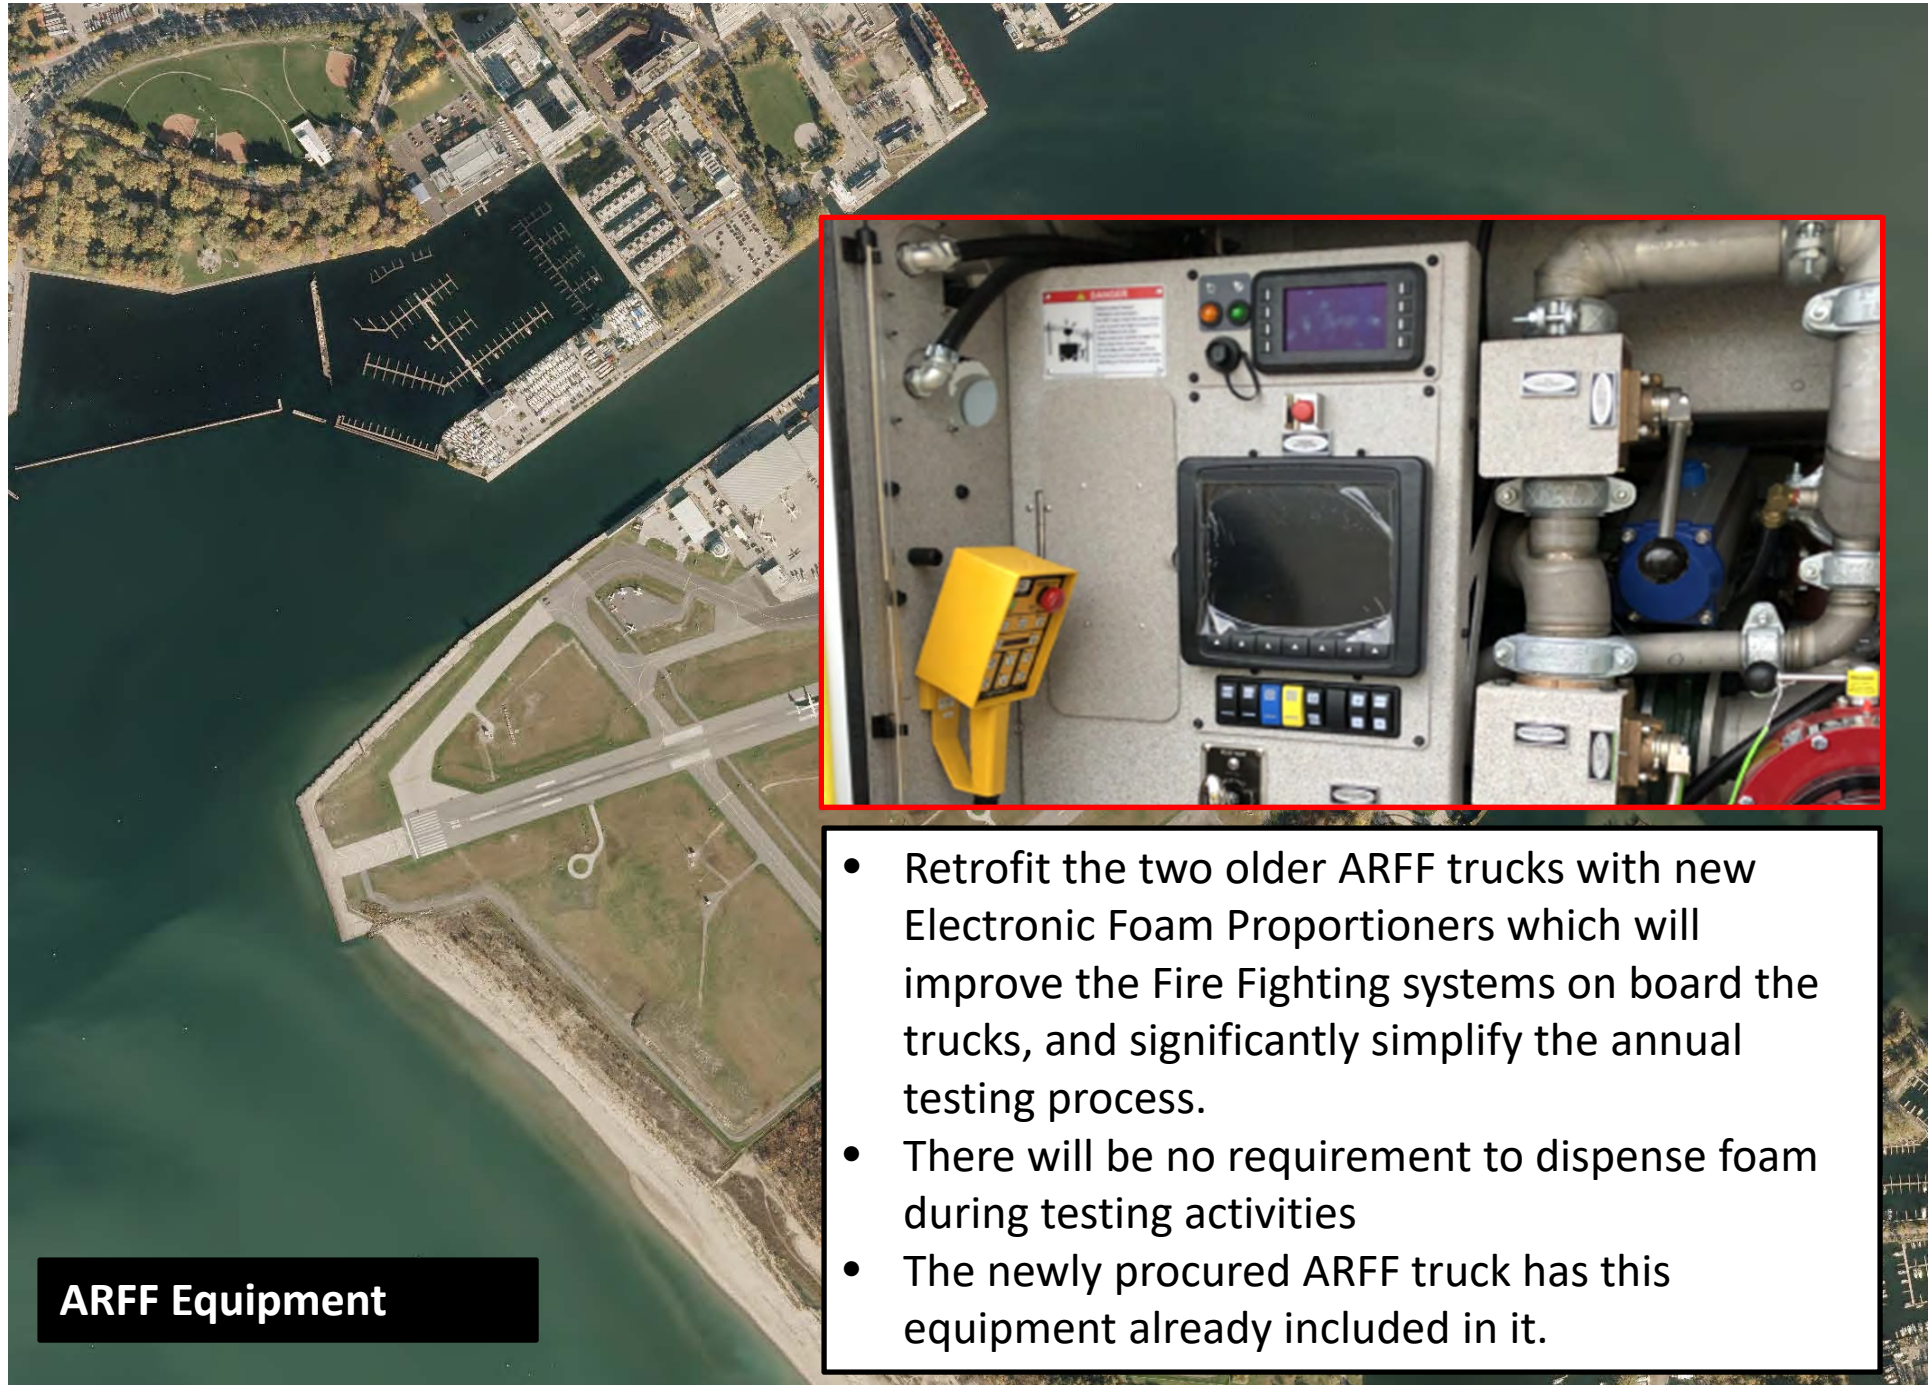 DANGER
• Retrofit the two older ARFF trucks with new
Electronic Foam Proportioners which will
improve the Fire Fighting systems on board the
trucks, and significantly simplify the annual
testing process.
• There will be no requirement to dispense foam
during testing activities
• The newly procured ARFF truck has this
equipment already included in it.
ARFF Equipment